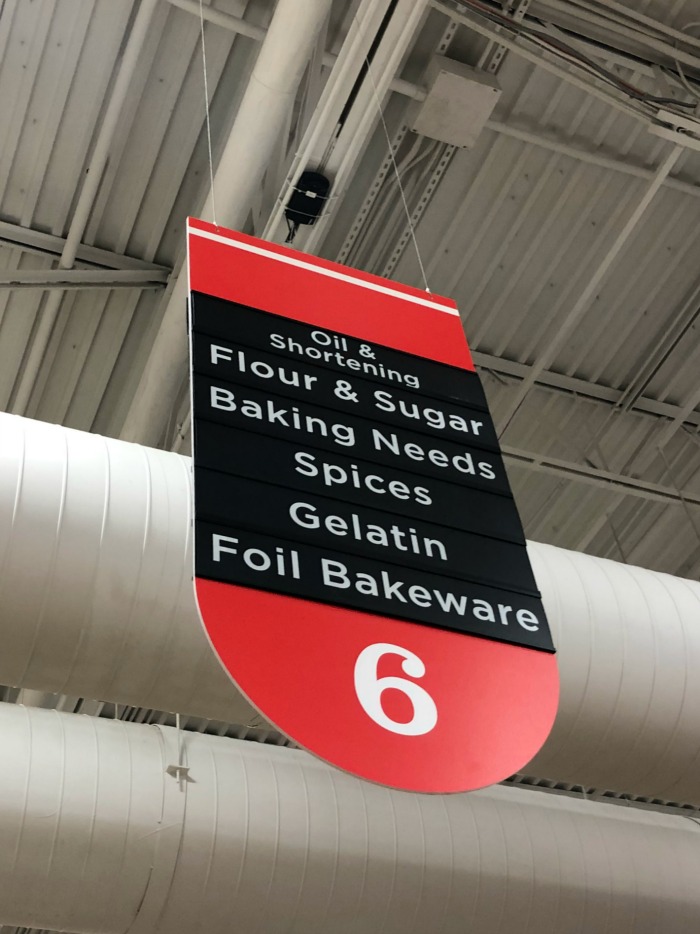 Oil &
Shortening
Flour & Sugar
Baking Needs
Spices
Gelatin
Foil Bakeware
6